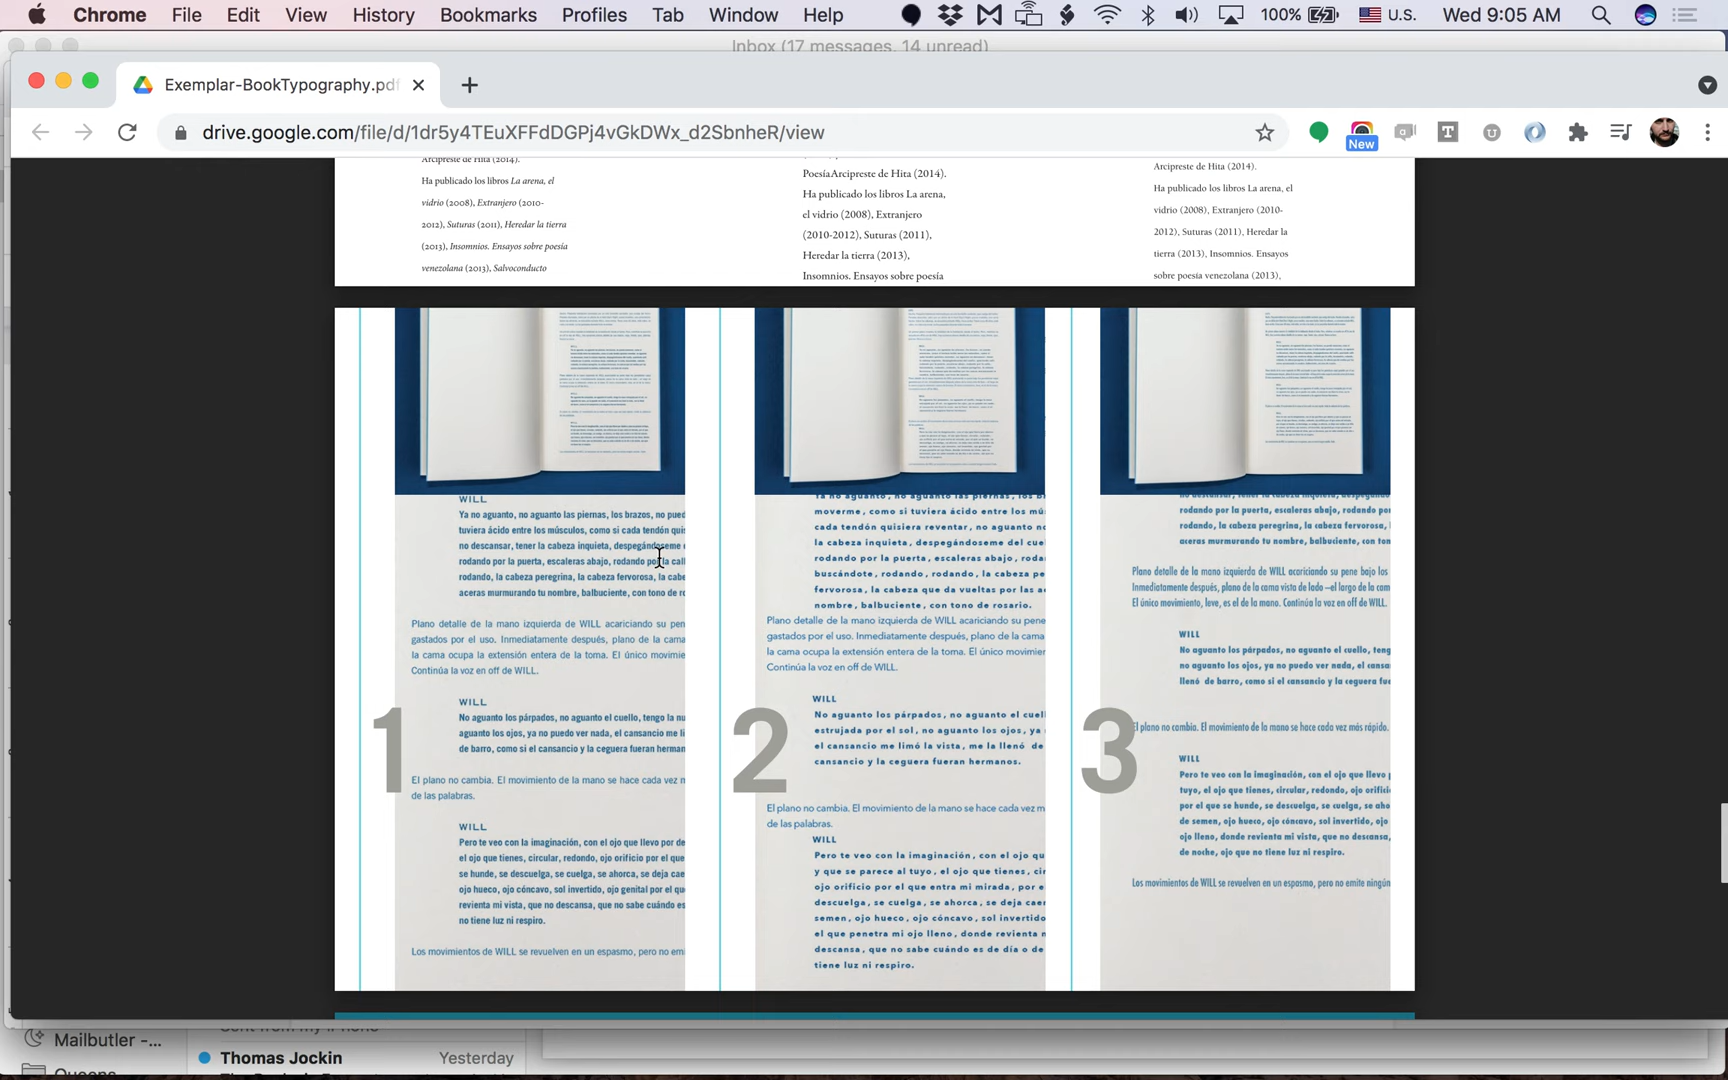 Chrome File Edit View History Bookmarks Profiles Tab Window Help 100% U.S. Wed 9:05 AM
Inbox (17 messages, 14 unread)
Exemplar-BookTypography.pdf
drive.google.com/file/d/1dr5y4TEuXFFdDGPj4vGkDWx_d2SbnheR/view
New
Arcipreste de Hita (2014).
Ha publicado los libros La arena, el
vidrio (2008), Extranjero (2010-
2012), Suturas (2011), Heredar la tierra
(2013), Insomnios. Ensayos sobre poesía
venezolana (2013), Salvoconducto
PoesíaArcipreste de Hita (2014).
Ha publicado los libros La arena,
el vidrio (2008), Extranjero
(2010-2012), Suturas (2011),
Heredar la tierra (2013),
Insomnios. Ensayos sobre poesía
Arcipreste de Hita (2014).
Ha publicado los libros La arena, el
vidrio (2008), Extranjero (2010-
2012), Suturas (2011), Heredar la
tierra (2013), Insomnios. Ensayos
sobre poesía venezolana (2013),
WILL
Ya no aguanto, no aguanto las piernas, los brazos, no pued
tuviera ácido entre los músculos, como si cada tendón quis
no descansar, tener la cabeza inquieta, despegándoseme
rodando por la puerta, escaleras abajo, rodando por la call
rodando, la cabeza peregrina, la cabeza fervorosa, la cabe
aceras murmurando tu nombre, balbuciente, con tono de ro
Plano detalle de la mano izquierda de WILL acariciando su pen
gastados por el uso. Inmediatamente después, plano de la cama
la cama ocupa la extensión entera de la toma. El único movimie
Continúa la voz en off de WILL.
WILL
No aguanto los párpados, no aguanto el cuello, tengo la nu
aguanto los ojos, ya no puedo ver nada, el cansancio me li
de barro, como si el cansancio y la ceguera fueran herman
1
El plano no cambia. El movimiento de la mano se hace cada vez m
de las palabras.
WILL
Pero te veo con la imaginación, con el ojo que llevo por de
el ojo que tienes, circular, redondo, ojo orificio por el que
se hunde, se descuelga, se cuelga, se ahorca, se deja cae
ojo hueco, ojo cóncavo, sol invertido, ojo genital por el qu
revienta mi vista, que no descansa, que no sabe cuándo es
no tiene luz ni respiro.
Los movimientos de WILL se revuelven en un espasmo, pero no em
Ya no aguanto, no aguanto las piernas, los b
moverme, como si tuviera ácido entre los mú
cada tendón quisiera reventar, no aguanto no
la cabeza inquieta, despegándoseme del cue
rodando por la puerta, escaleras abajo, roda
buscándote, rodando, rodando, la cabeza pe
fervorosa, la cabeza que da vueltas por las a
nombre, balbuciente, con tono de rosario.
Plano detalle de la mano izquierda de WILL acariciando su pene
gastados por el uso. Inmediatamente después, plano de la cama
la cama ocupa la extensión entera de la toma. El único movimier
Continúa la voz en off de WILL.
WILL
No aguanto los párpados, no aguanto el cuell
estrujada por el sol, no aguanto los ojos, ya
el cansancio me limó la vista, me la llenó de
cansancio y la ceguera fueran hermanos.
2
El plano no cambia. El movimiento de la mano se hace cada vez m
de las palabras.
WILL
Pero te veo con la imaginación, con el ojo qu
y que se parece al tuyo, el ojo que tienes, cir
ojo orificio por el que entra mi mirada, por e
descuelga, se cuelga, se ahorca, se deja caer
semen, ojo hueco, ojo cóncavo, sol invertido
el que penetra mi ojo lleno, donde revienta m
descansa, que no sabe cuándo es de día o de
tiene luz ni respiro.
no descansar, tener la cabeza inquieta, despegándo
rodando por la puerta, escaleras abajo, rodando por
rodando, la cabeza peregrina, la cabeza fervorosa,
aceras murmurando tu nombre, balbuciente, con ton
Plano detalle de la mano izquierda de WILL acariciando su pene bajo los
Inmediatamente después, plano de la cama vista de lado –el largo de la cam
El único movimiento, leve, es el de la mano. Continúa la voz en off de WILL.
WILL
No aguanto los párpados, no aguanto el cuello, teng
no aguanto los ojos, ya no puedo ver nada, el cansa
llenó de barro, como si el cansancio y la ceguera fue
3
El plano no cambia. El movimiento de la mano se hace cada vez más rápido.
WILL
Pero te veo con la imaginación, con el ojo que llevo
tuyo, el ojo que tienes, circular, redondo, ojo orifici
por el que se hunde, se descuelga, se cuelga, se aho
de semen, ojo hueco, ojo cóncavo, sol invertido, ojo
ojo lleno, donde revienta mi vista, que no descansa,
de noche, ojo que no tiene luz ni respiro.
Los movimientos de WILL se revuelven en un espasmo, pero no emite ningún
Mailbutler -...
Sent from my iPhone
Thomas Jockin Yesterday
Queens